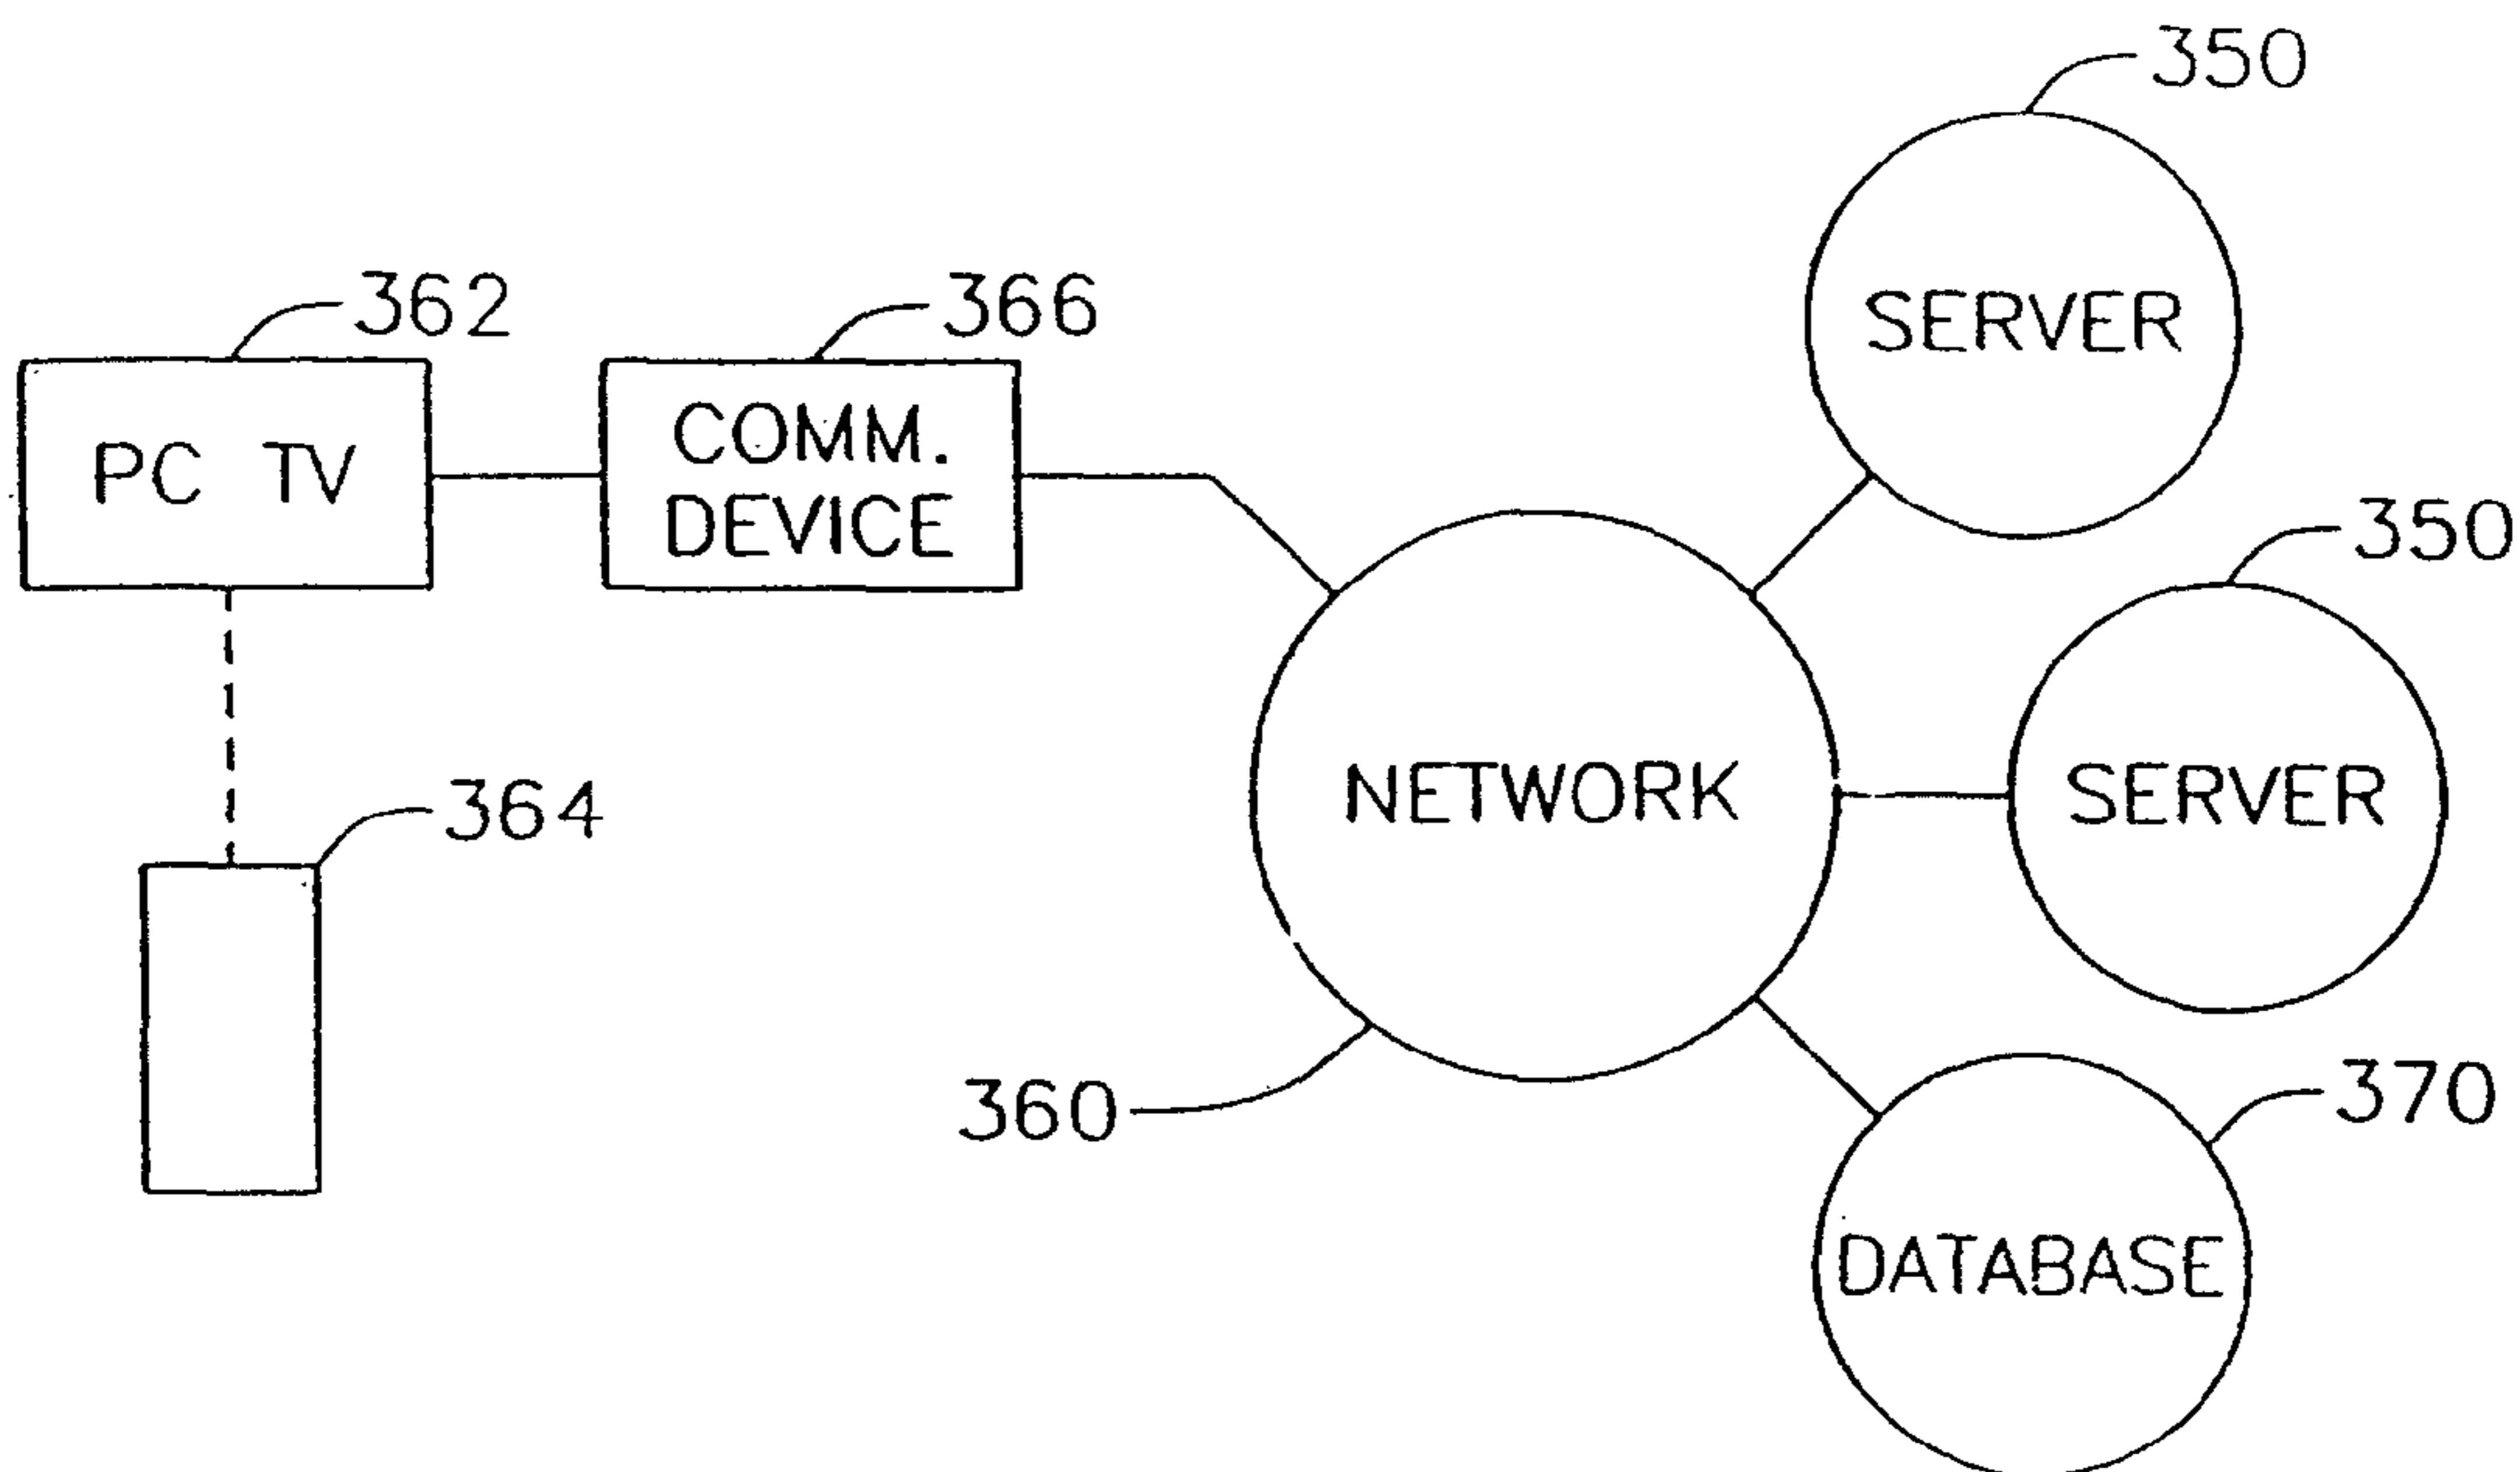 350
SERVER
362
366
PC TV
COMM.
DEVICE
350
NETWORK
SERVER
364
360
370
DATABASE